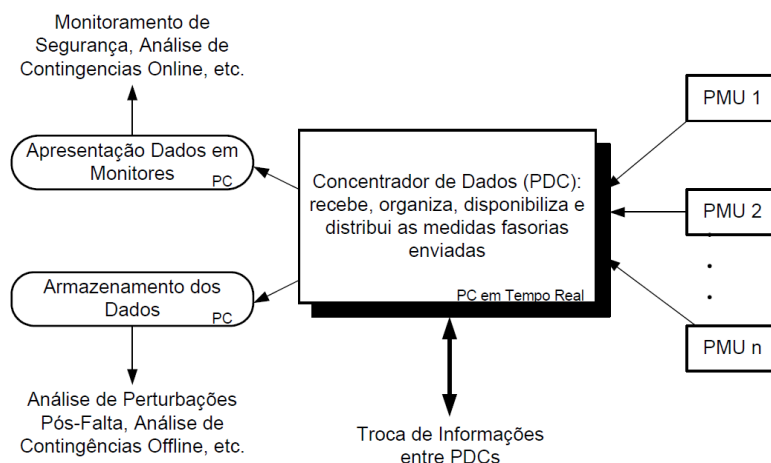 Monitoramento de
Segurança, Análise de
Contingencias Online, etc.
Apresentação Dados em
Monitores
PC
Armazenamento dos
Dados
PC
Análise de Perturbações
Pós-Falta, Análise de
Contingências Offline, etc.
Concentrador de Dados (PDC):
recebe, organiza, disponibiliza e
distribui as medidas fasorias
enviadas
PC em Tempo Real
Troca de Informações
entre PDCs
PMU 1
PMU 2
PMU n